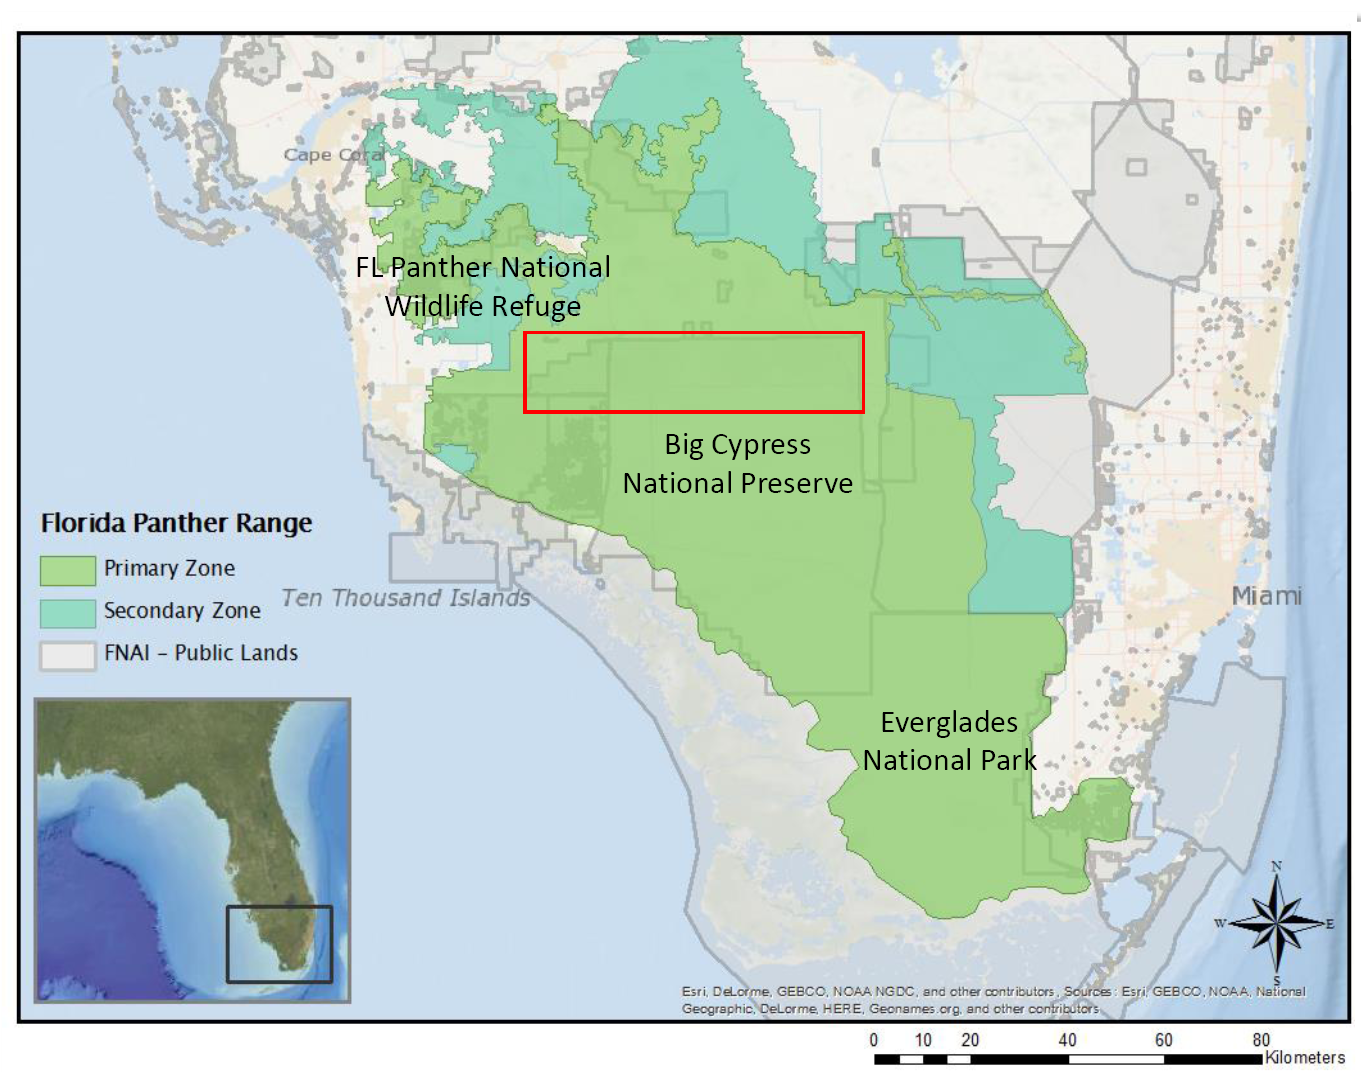 Cape Coral
FL Panther National
Wildlife Refuge
Big Cypress
National Preserve
Florida Panther Range
Primary Zone
Secondary Zone
FNAI – Public Lands
Ten Thousand Islands
Miami
Everglades
National Park
N
W
E
S
Esri, DeLorme, GEBCO, NOAA NGDC, and other contributors, Sources: Esri, GEBCO, NOAA, National
Geographic, DeLorme, HERE, Geonames.org, and other contributors
0 10 20 40 60 80
Kilometers